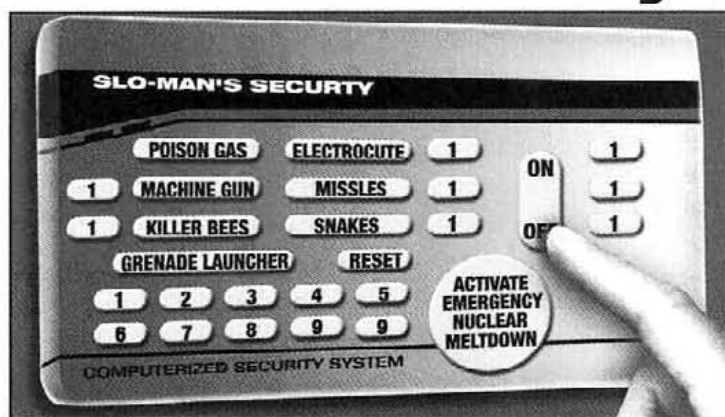 SLO-MAN'S SECURTY
POISON GAS ELECTROCUTE 1 ON 1
1 MACHINE GUN MISSLES 1 1
1 KILLER BEES SNAKES 1 OFF 1
GRENADE LAUNCHER RESET
1 2 3 4 5
6 7 8 9 9
ACTIVATE
EMERGENCY
NUCLEAR
MELTDOWN
COMPUTERIZED SECURITY SYSTEM